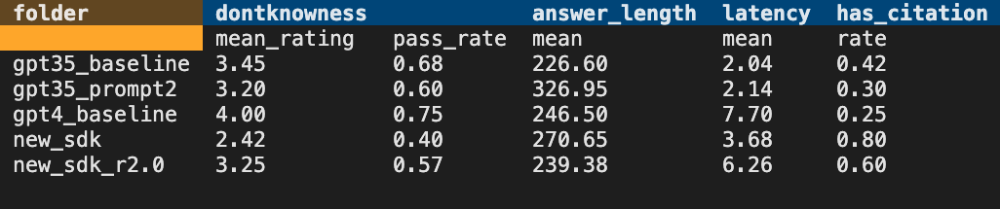 folder dontknowness answer_length latency has_citation
mean_rating pass_rate mean mean rate
gpt35_baseline 3.45 0.68 226.60 2.04 0.42
gpt35_prompt2 3.20 0.60 326.95 2.14 0.30
gpt4_baseline 4.00 0.75 246.50 7.70 0.25
new_sdk 2.42 0.40 270.65 3.68 0.80
new_sdk_r2.0 3.25 0.57 239.38 6.26 0.60